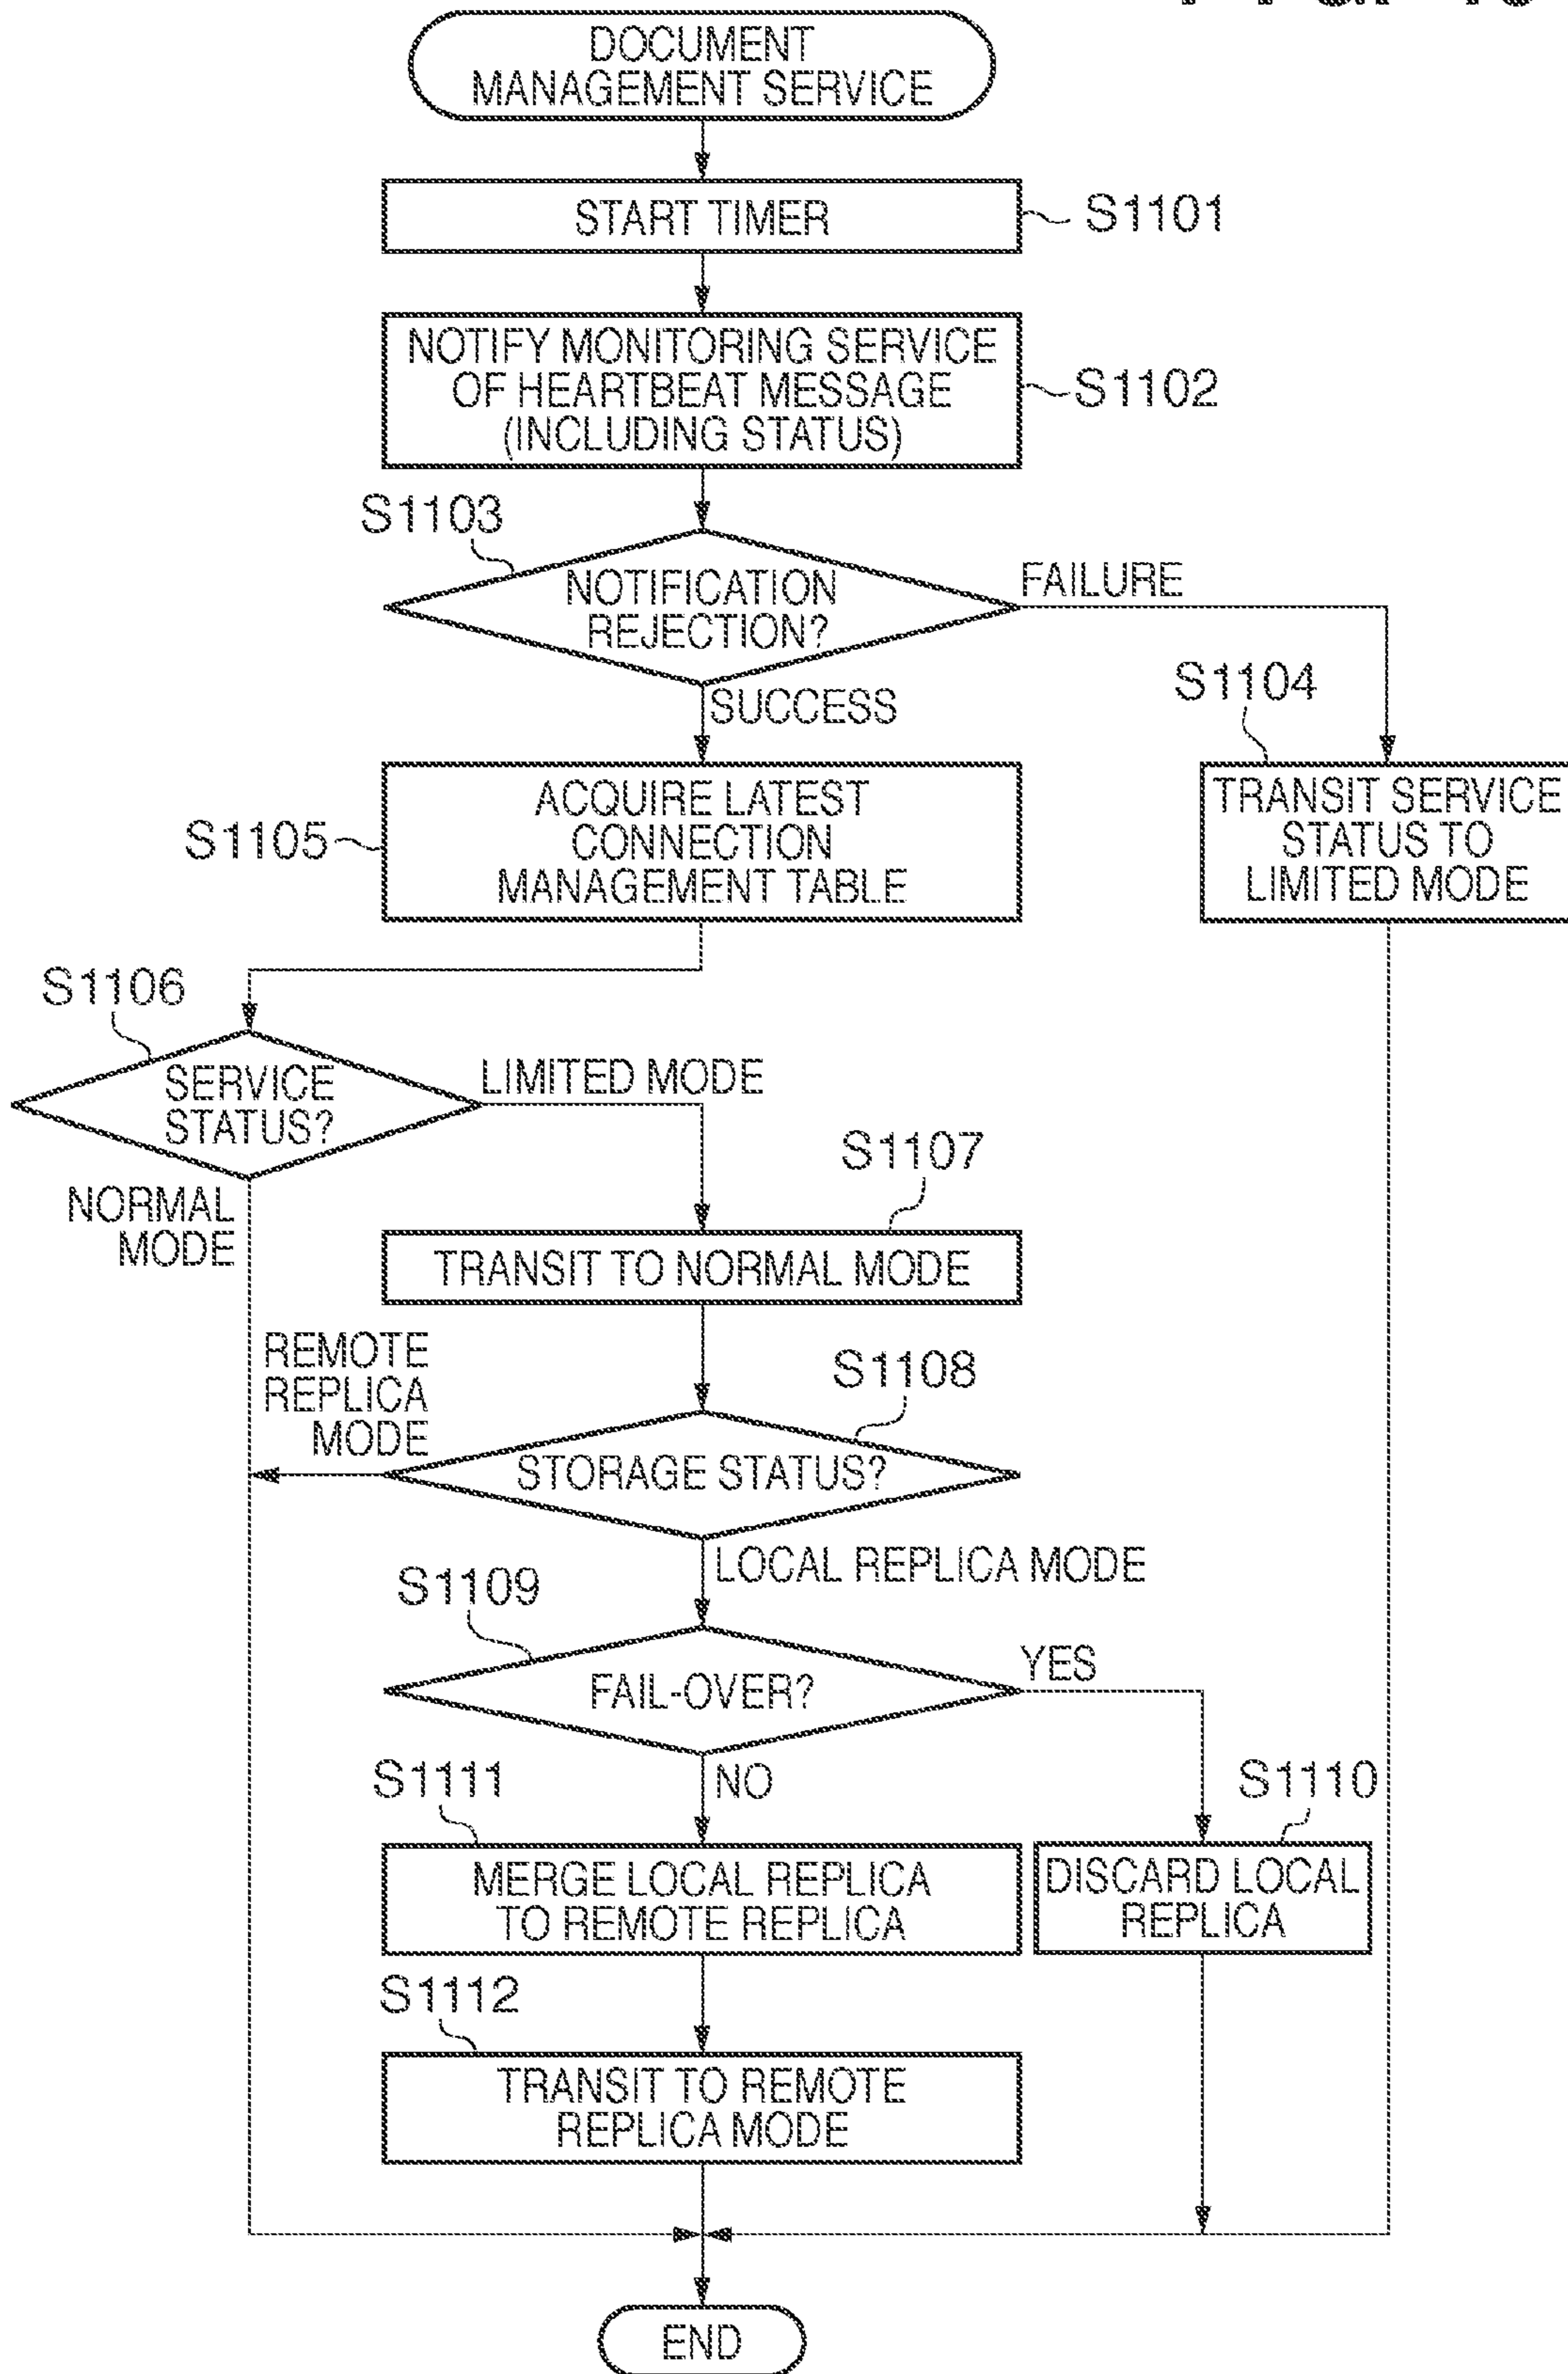 DOCUMENT
MANAGEMENT SERVICE
START TIMER
S1101
NOTIFY MONITORING SERVICE
OF HEARTBEAT MESSAGE
(INCLUDING STATUS)
S1102
S1103
NOTIFICATION
REJECTION?
FAILURE
SUCCESS
S1104
TRANSIT SERVICE
STATUS TO
LIMITED MODE
S1105
ACQUIRE LATEST
CONNECTION
MANAGEMENT TABLE
S1106
SERVICE
STATUS?
LIMITED MODE
NORMAL
MODE
S1107
TRANSIT TO NORMAL MODE
REMOTE
REPLICA
MODE
S1108
STORAGE STATUS?
LOCAL REPLICA MODE
S1109
FAIL-OVER?
YES
NO
S1111
MERGE LOCAL REPLICA
TO REMOTE REPLICA
S1110
DISCARD LOCAL
REPLICA
S1112
TRANSIT TO REMOTE
REPLICA MODE
END